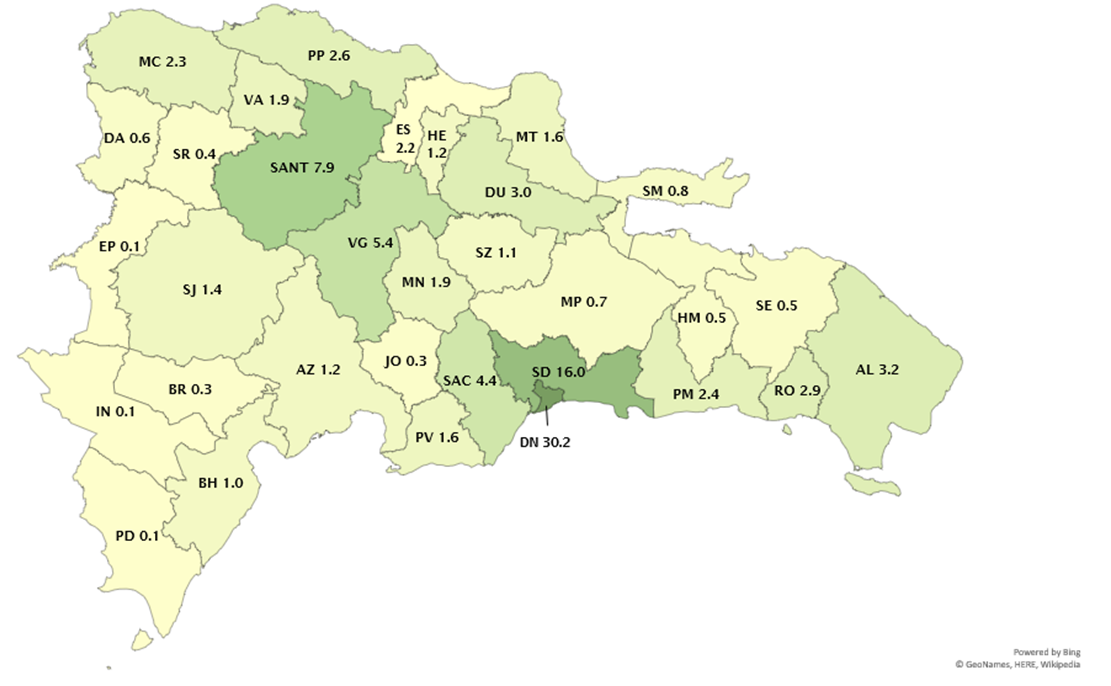 PP 2.6
MC 2.3
VA 1.9
ES
2.2
HE
1.2
MT 1.6
DA 0.6
SR 0.4
SANT 7.9
DU 3.0
SM 0.8
EP 0.1
VG 5.4
SZ 1.1
MN 1.9
SJ 1.4
MP 0.7
SE 0.5
HM 0.5
JO 0.3
AZ 1.2
SD 16.0
AL 3.2
SAC 4.4
BR 0.3
PM 2.4
RO 2.9
IN 0.1
PV 1.6
DN 30.2
BH 1.0
PD 0.1
Powered by Bing
© GeoNames, HERE, Wikipedia